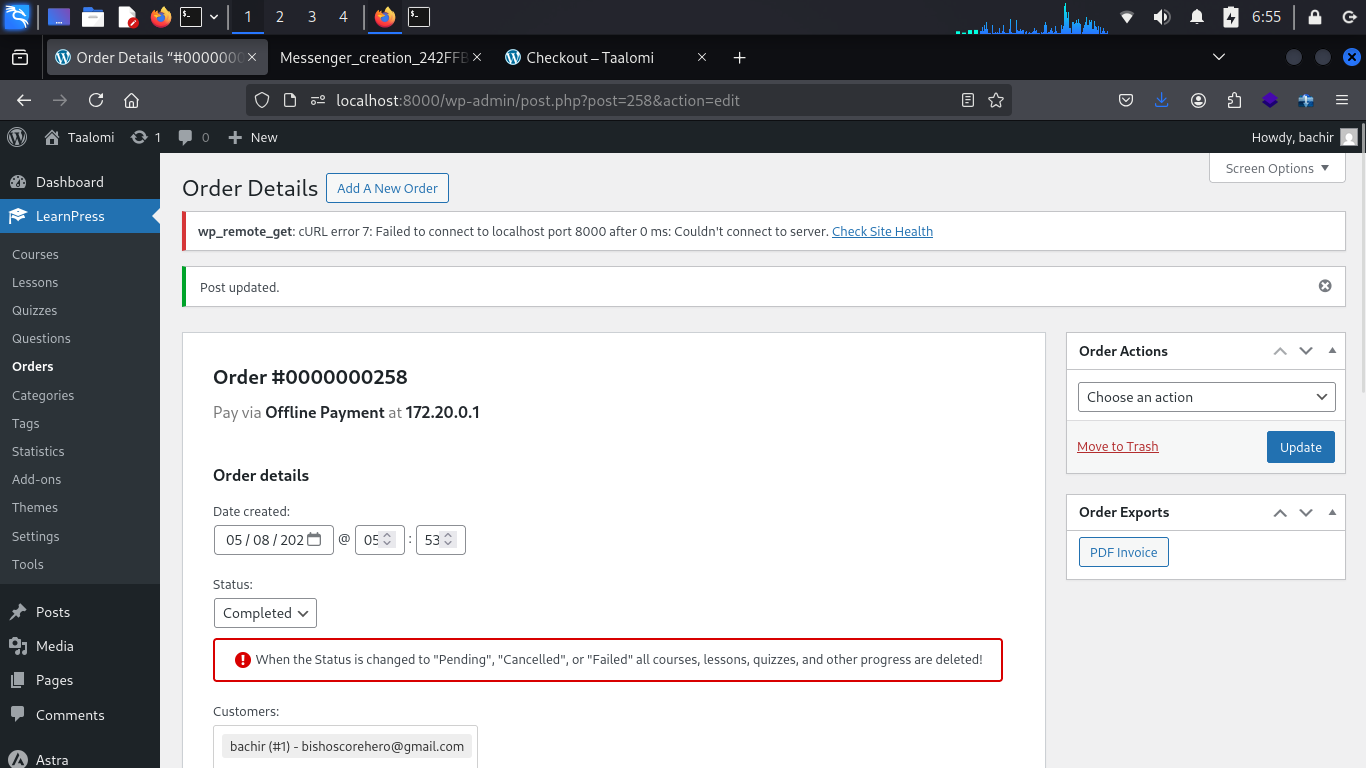 1 2 3 4 6:55
Order Details “#0000000 Messenger_creation_242FFB Checkout – Taalomi
localhost:8000/wp-admin/post.php?post=258&action=edit
Taalomi 1 0 New Howdy, bachir
Screen Options
Dashboard
LearnPress
Courses
Lessons
Quizzes
Questions
Orders
Categories
Tags
Statistics
Add-ons
Themes
Settings
Tools
Posts
Media
Pages
Comments
Astra
Order Details Add A New Order
wp_remote_get: cURL error 7: Failed to connect to localhost port 8000 after 0 ms: Couldn't connect to server. Check Site Health
Post updated.
Order #0000000258
Pay via Offline Payment at 172.20.0.1
Order details
Date created:
05 / 08 / 202 @ 05 : 53
Status:
Completed
When the Status is changed to "Pending", "Cancelled", or "Failed" all courses, lessons, quizzes, and other progress are deleted!
Customers:
bachir (#1) - bishoscorehero@gmail.com
Order Actions
Choose an action
Move to Trash Update
Order Exports
PDF Invoice